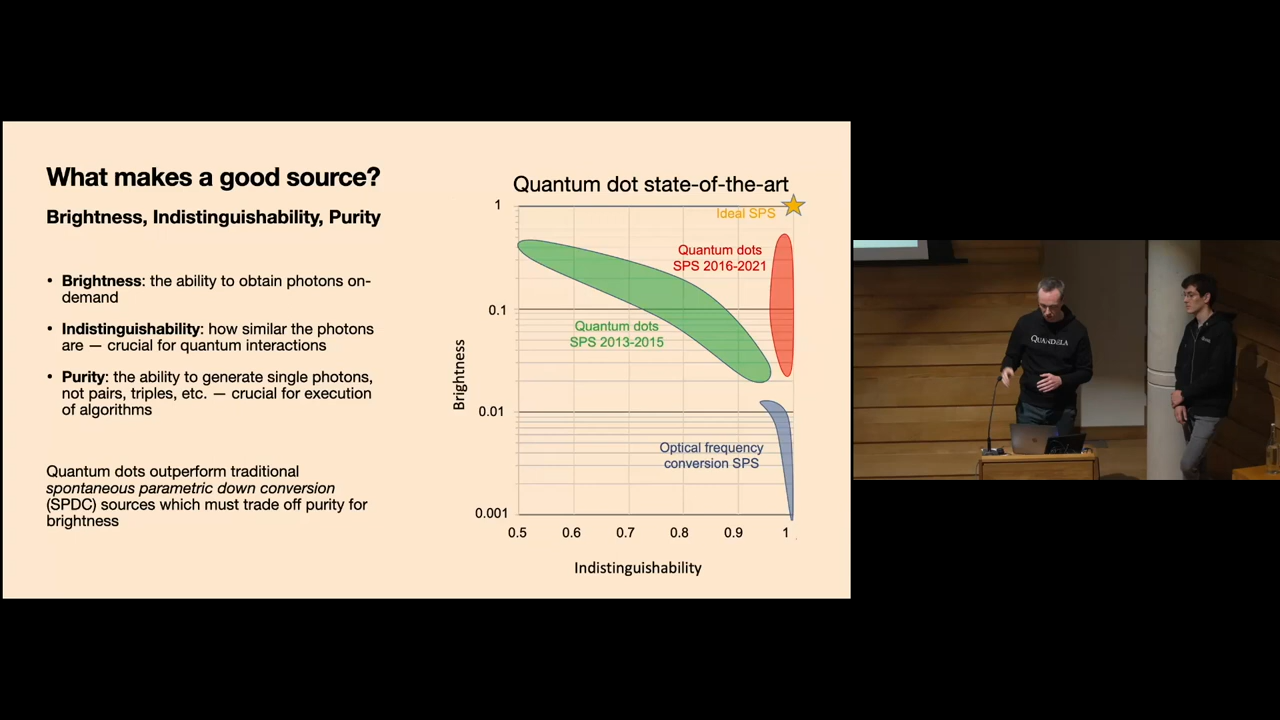 What makes a good source?
Brightness, Indistinguishability, Purity
• Brightness: the ability to obtain photons on-
demand
• Indistinguishability: how similar the photons
are — crucial for quantum interactions
• Purity: the ability to generate single photons,
not pairs, triples, etc. — crucial for execution
of algorithms
Quantum dots outperform traditional
spontaneous parametric down conversion
(SPDC) sources which must trade off purity for
brightness
Quantum dot state-of-the-art
1
Ideal SPS
Quantum dots
SPS 2016-2021
0.1
Quantum dots
SPS 2013-2015
Brightness
0.01
Optical frequency
conversion SPS
0.001
0.5 0.6 0.7 0.8 0.9 1
Indistinguishability
QUANDELA